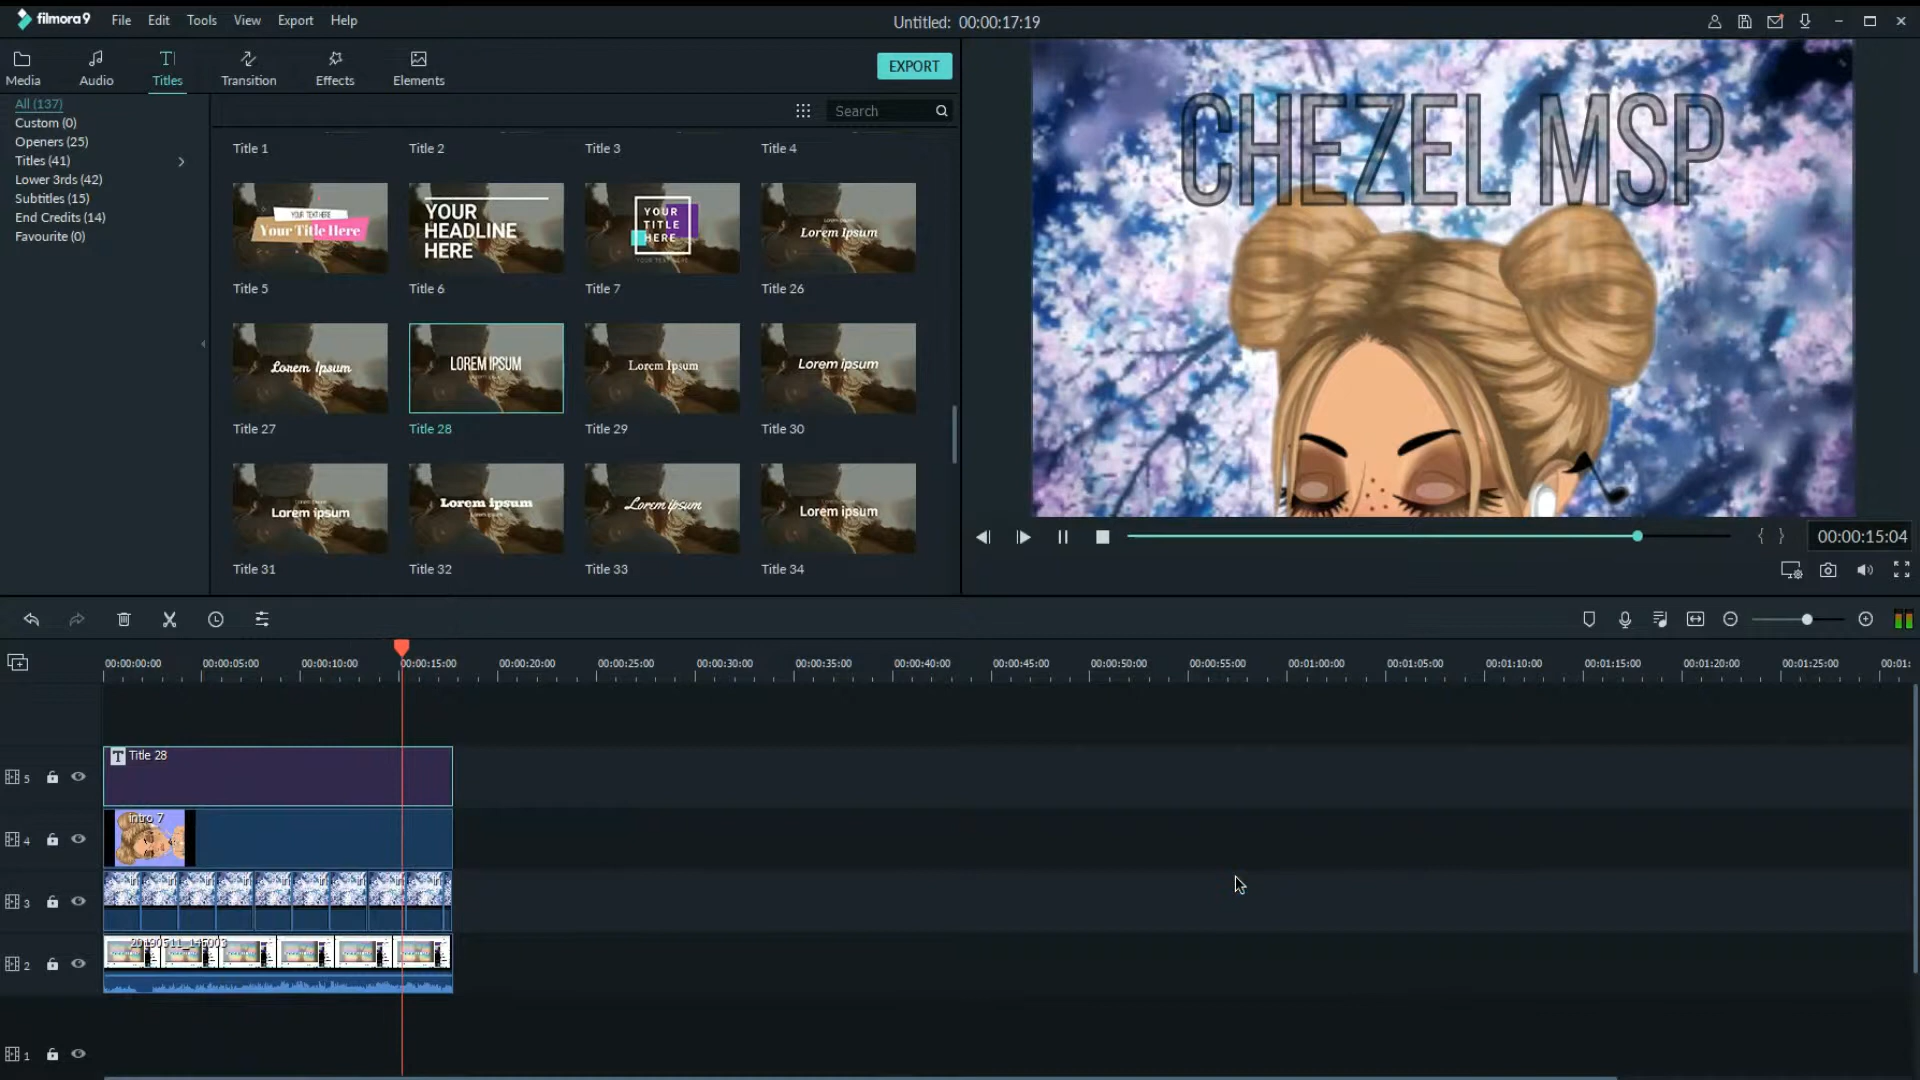 filmora9
File Edit Tools View Export Help
Untitled: 00:00:17:19
Media Audio Titles Transition Effects Elements
EXPORT
All (137)
Custom (0)
Openers (25)
Titles (41)
Lower 3rds (42)
Subtitles (15)
End Credits (14)
Favourite (0)
Search
Title 1 Title 2 Title 3 Title 4
YOUR TEXT HERE
Your Title Here
YOUR
HEADLINE
HERE
YOUR
TITLE
HERE
Lorem Ipsum
Title 5 Title 6 Title 7 Title 26
Lorem Ipsum LOREM IPSUM Lorem Ipsum Lorem ipsum
Title 27 Title 28 Title 29 Title 30
Lorem ipsum Lorem ipsum Lorem ipsum Lorem ipsum
Title 31 Title 32 Title 33 Title 34
CHEZEL MSP
00:00:15:04
00:00:00:00 00:00:05:00 00:00:10:00 00:00:15:00 00:00:20:00 00:00:25:00 00:00:30:00 00:00:35:00 00:00:40:00 00:00:45:00 00:00:50:00 00:00:55:00 00:01:00:00 00:01:05:00 00:01:10:00 00:01:15:00 00:01:20:00 00:01:25:00 00:01:
T Title 28
5
intro 7
4
3
2
1